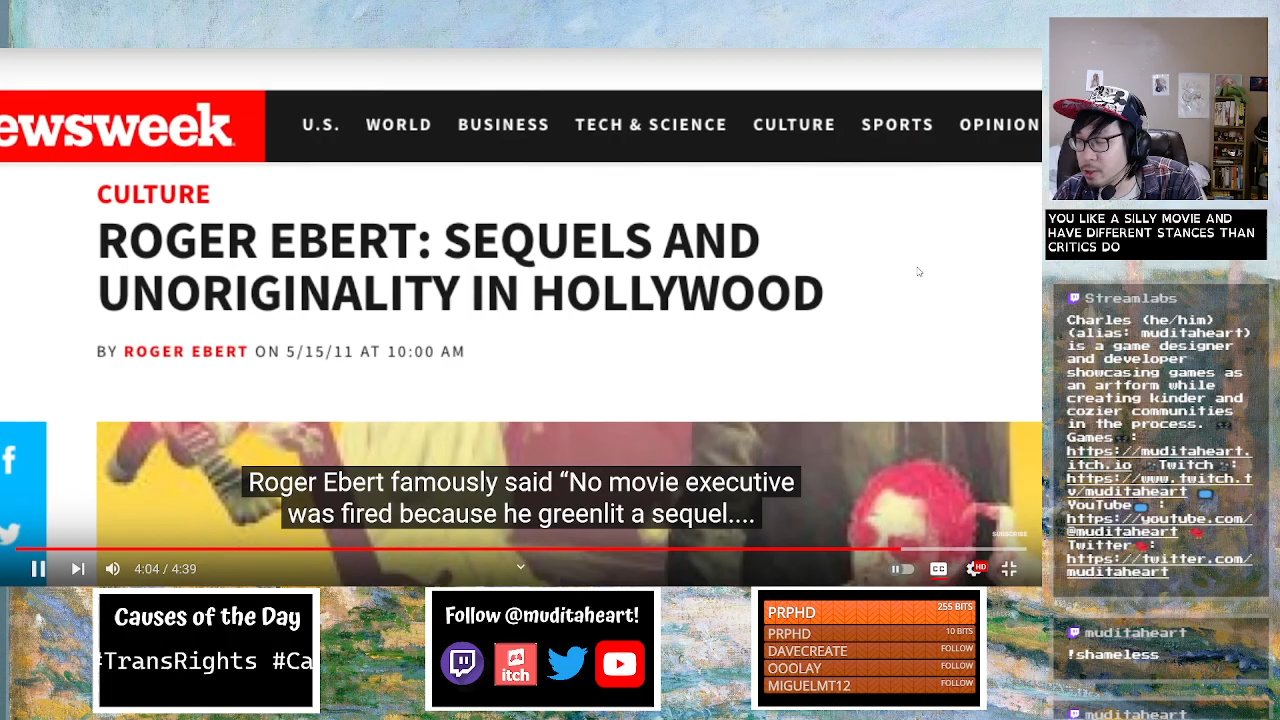 ewsweek
U.S. WORLD BUSINESS TECH & SCIENCE CULTURE SPORTS OPINION
CULTURE
ROGER EBERT: SEQUELS AND
UNORIGINALITY IN HOLLYWOOD
BY ROGER EBERT ON 5/15/11 AT 10:00 AM
Roger Ebert famously said “No movie executive
was fired because he greenlit a sequel....
SUBSCRIBE
4:04 / 4:39
CC
HD
YOU LIKE A SILLY MOVIE AND
HAVE DIFFERENT STANCES THAN
CRITICS DO
Streamlabs
Charles (he/him)
(alias: muditaheart)
is a game designer
and developer
showcasing games as
an artform while
creating kinder and
cozier communities
in the process.
Games :
https://muditaheart.
itch.io Twitch :
https://www.twitch.t
v/muditaheart
YouTube :
https://youtube.com/
@muditaheart
Twitter :
https://twitter.com/
muditaheart
muditaheart
!shameless
muditaheart
Causes of the Day
#TransRights #Ca
Follow @muditaheart!
itch
PRPHD 255 BITS
PRPHD 10 BITS
DAVECREATE FOLLOW
OOOLAY FOLLOW
MIGUELMT12 FOLLOW